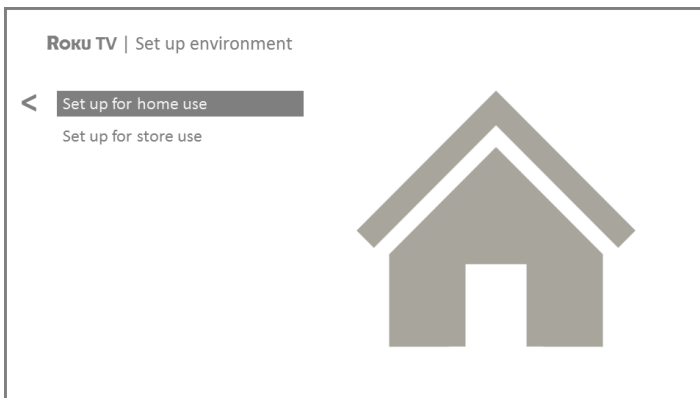 Roku TV | Set up environment
<
Set up for home use
Set up for store use